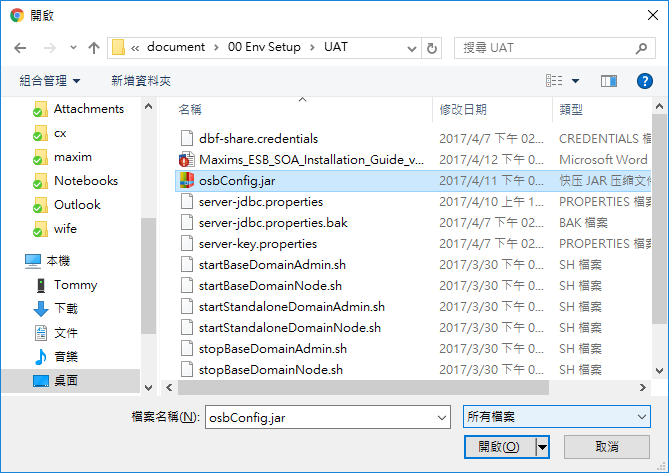 開啟
« document › 00 Env Setup › UAT
搜尋 UAT
組合管理 新增資料夾
Attachments
cx
maxim
Notebooks
Outlook
wife
本機
Tommy
下載
文件
音樂
桌面
名稱 修改日期 類型
dbf-share.credentials 2017/4/7 下午 02... CREDENTIALS 檔
Maxims_ESB_SOA_Installation_Guide_v... 2017/4/12 下午 0... Microsoft Word
osbConfig.jar 2017/4/11 下午 0... 快压 JAR 压缩文件
server-jdbc.properties 2017/4/10 上午 1... PROPERTIES 檔案
server-jdbc.properties.bak 2017/4/7 下午 02... BAK 檔案
server-key.properties 2017/4/7 下午 02... PROPERTIES 檔案
startBaseDomainAdmin.sh 2017/3/30 下午 0... SH 檔案
startBaseDomainNode.sh 2017/3/30 下午 0... SH 檔案
startStandaloneDomainAdmin.sh 2017/3/30 下午 0... SH 檔案
startStandaloneDomainNode.sh 2017/3/30 下午 0... SH 檔案
stopBaseDomainAdmin.sh 2017/3/30 下午 0... SH 檔案
stopBaseDomainNode.sh 2017/3/30 下午 0... SH 檔案
檔案名稱(N): osbConfig.jar 所有檔案
開啟(O) 取消